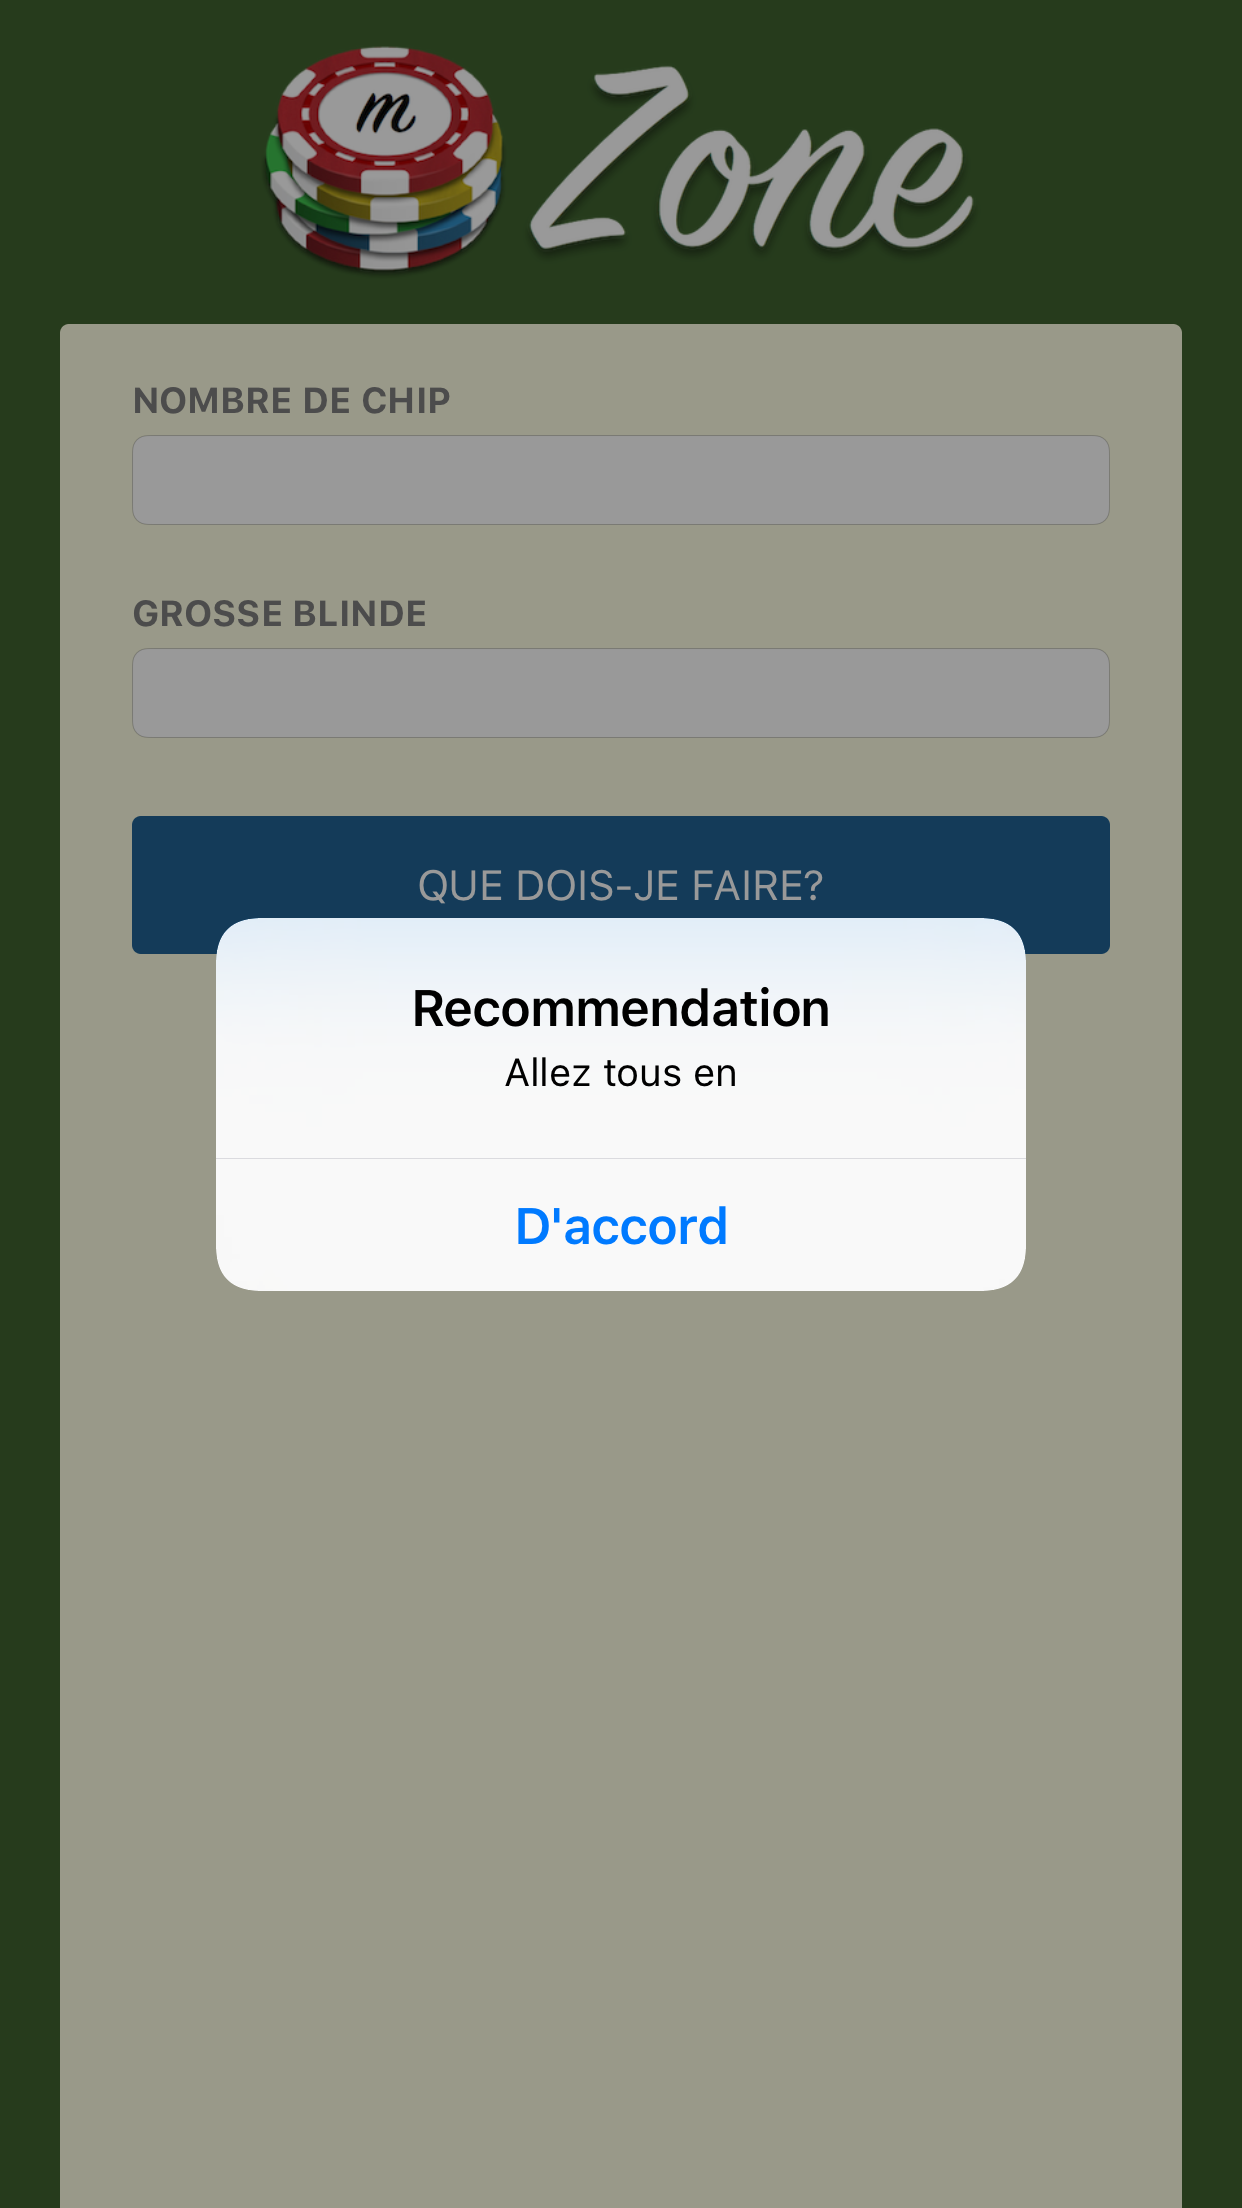 m Zone
NOMBRE DE CHIP
GROSSE BLINDE
QUE DOIS-JE FAIRE?
Recommendation
Allez tous en
D'accord